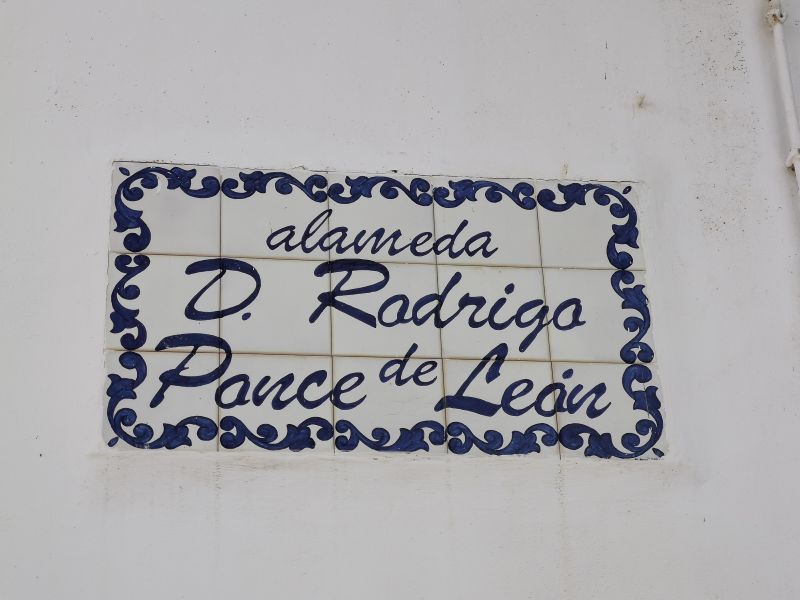 alameda
D. Rodrigo
Ponce de León